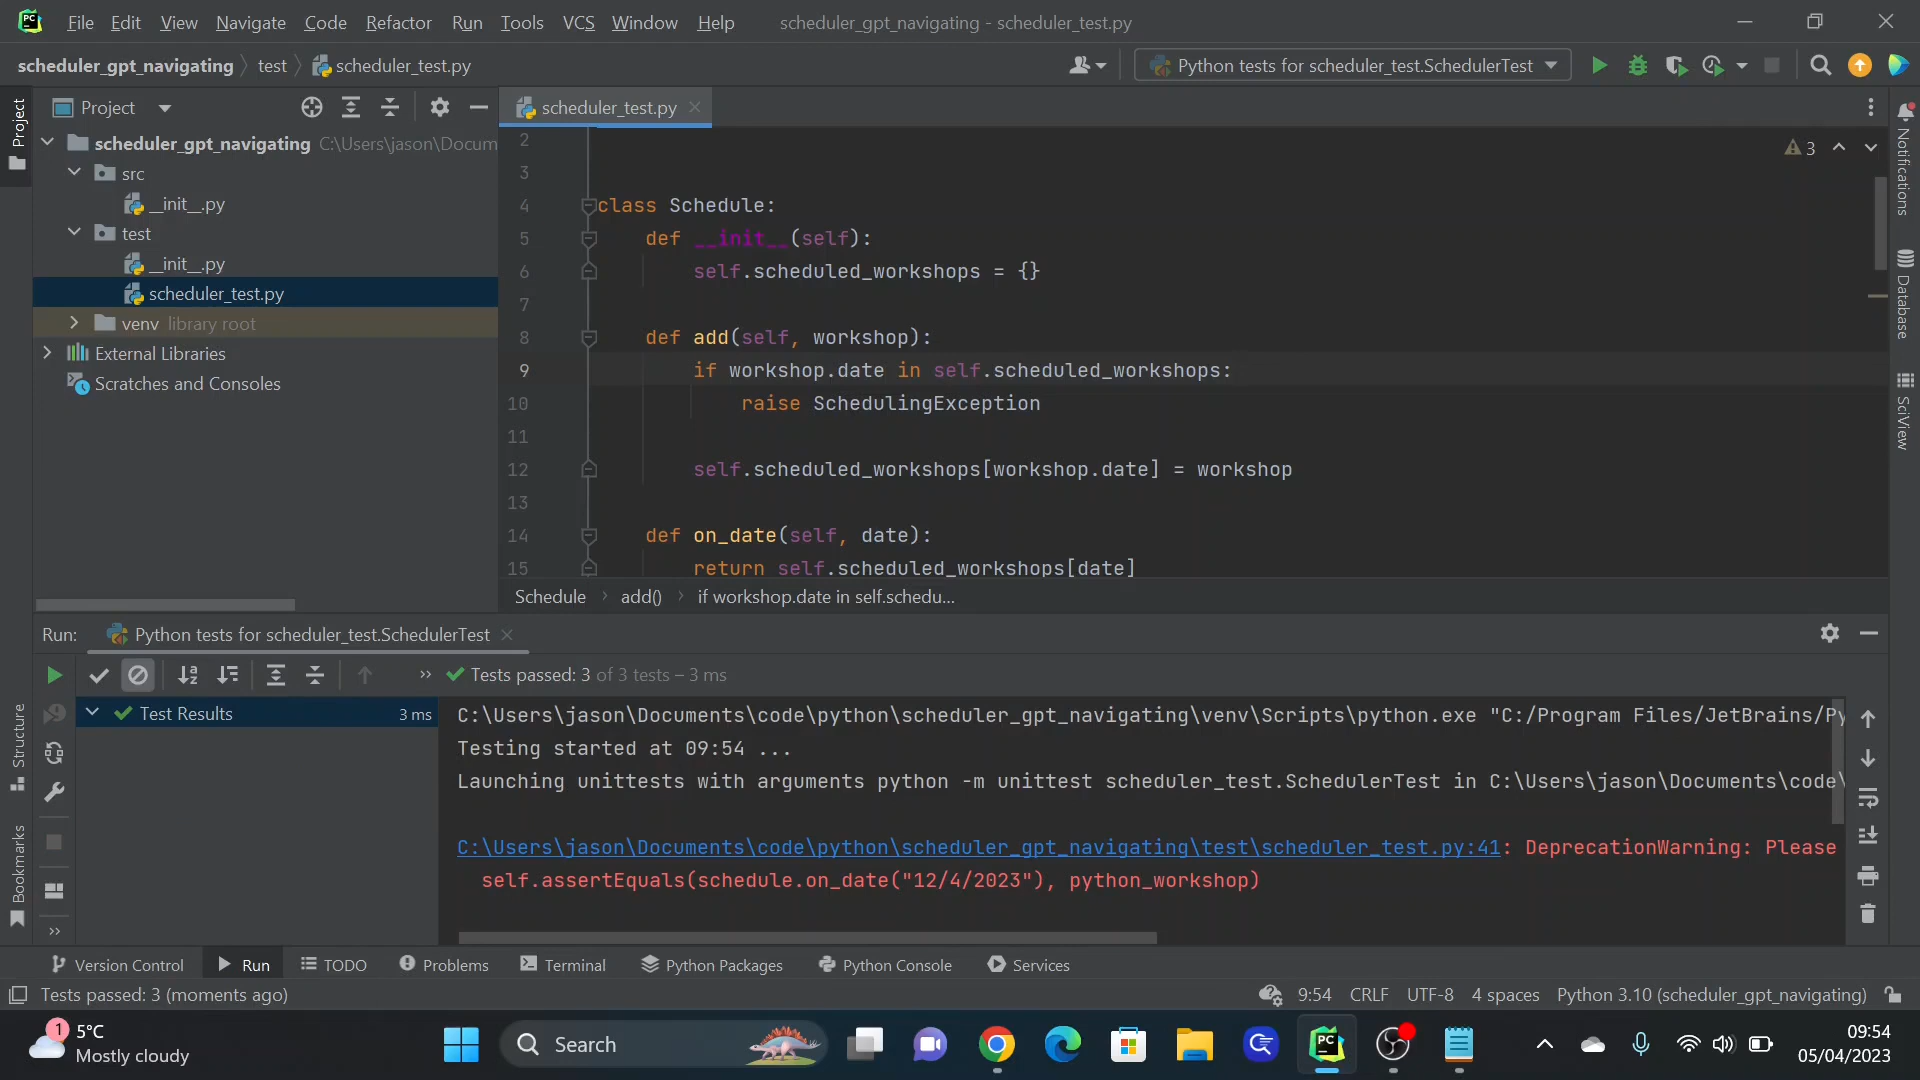 PC File Edit View Navigate Code Refactor Run Tools VCS Window Help scheduler_gpt_navigating - scheduler_test.py
scheduler_gpt_navigating test scheduler_test.py Python tests for scheduler_test.SchedulerTest
Project
Project
scheduler_gpt_navigating C:\Users\jason\Docum
src
__init__.py
test
__init__.py
scheduler_test.py
venv library root
External Libraries
Scratches and Consoles
scheduler_test.py
3
2
3
4 class Schedule:
5 def __init__(self):
6 self.scheduled_workshops = {}
7
8 def add(self, workshop):
9 if workshop.date in self.scheduled_workshops:
10 raise SchedulingException
11
12 self.scheduled_workshops[workshop.date] = workshop
13
14 def on_date(self, date):
15 return self.scheduled_workshops[date]
Schedule add() if workshop.date in self.schedu...
Notifications
Database
SciView
Run: Python tests for scheduler_test.SchedulerTest
Tests passed: 3 of 3 tests – 3 ms
Test Results 3 ms
C:\Users\jason\Documents\code\python\scheduler_gpt_navigating\venv\Scripts\python.exe "C:/Program Files/JetBrains/Py
Testing started at 09:54 ...
Launching unittests with arguments python -m unittest scheduler_test.SchedulerTest in C:\Users\jason\Documents\code\
C:\Users\jason\Documents\code\python\scheduler_gpt_navigating\test\scheduler_test.py:41: DeprecationWarning: Please
self.assertEquals(schedule.on_date("12/4/2023"), python_workshop)
Structure
Bookmarks
Version Control Run TODO Problems Terminal Python Packages Python Console Services
Tests passed: 3 (moments ago) 9:54 CRLF UTF-8 4 spaces Python 3.10 (scheduler_gpt_navigating)
1 5°C
Mostly cloudy
Search
PC
09:54
05/04/2023